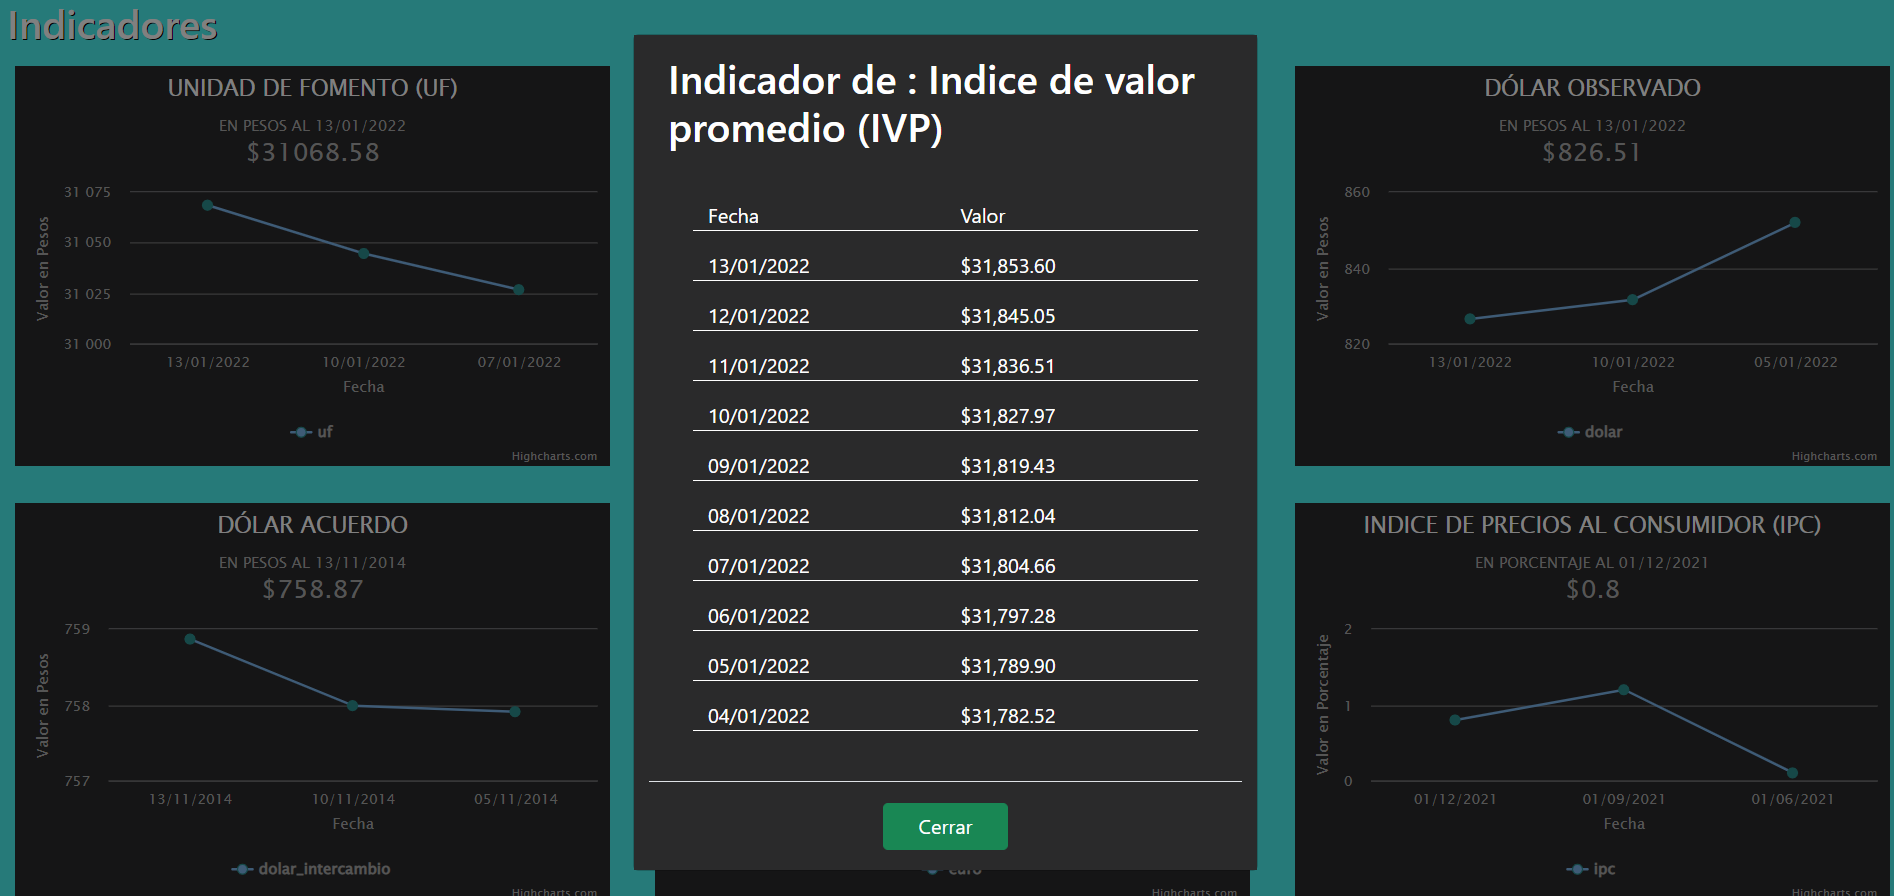 Indicadores
UNIDAD DE FOMENTO (UF)
EN PESOS AL 13/01/2022
$31068.58
Valor en Pesos
31 075
31 050
31 025
31 000
13/01/2022 10/01/2022 07/01/2022
Fecha
uf
Highcharts.com
Indicador de : Indice de valor
promedio (IVP)
Fecha Valor
13/01/2022 $31,853.60
12/01/2022 $31,845.05
11/01/2022 $31,836.51
10/01/2022 $31,827.97
09/01/2022 $31,819.43
08/01/2022 $31,812.04
07/01/2022 $31,804.66
06/01/2022 $31,797.28
05/01/2022 $31,789.90
04/01/2022 $31,782.52
Cerrar
euro
Highcharts.com
DÓLAR OBSERVADO
EN PESOS AL 13/01/2022
$826.51
Valor en Pesos
860
840
820
13/01/2022 10/01/2022 05/01/2022
Fecha
dolar
Highcharts.com
DÓLAR ACUERDO
EN PESOS AL 13/11/2014
$758.87
Valor en Pesos
759
758
757
13/11/2014 10/11/2014 05/11/2014
Fecha
dolar_intercambio
Highcharts.com
INDICE DE PRECIOS AL CONSUMIDOR (IPC)
EN PORCENTAJE AL 01/12/2021
$0.8
Valor en Porcentaje
2
1
0
01/12/2021 01/09/2021 01/06/2021
Fecha
ipc
Highcharts.com